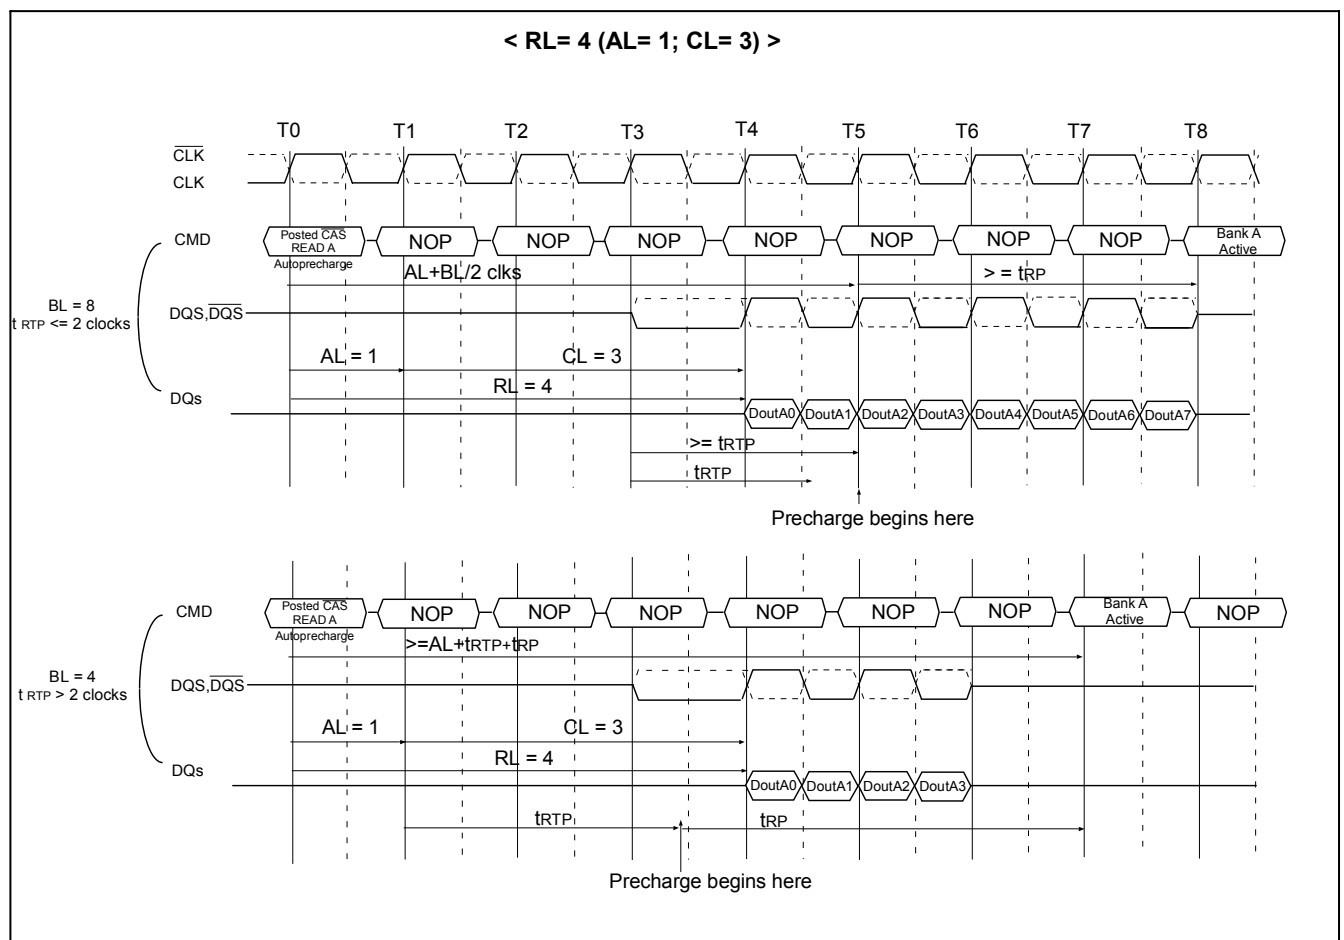 < RL= 4 (AL= 1; CL= 3) >
T0 T1 T2 T3 T4 T5 T6 T7 T8
CLK
CLK
CMD
Posted CAS
READ A
Autoprecharge
NOP NOP NOP NOP NOP NOP NOP
Bank A
Active
AL+BL/2 clks
> = tRP
BL = 8
t RTP <= 2 clocks
DQS,DQS
AL = 1
CL = 3
RL = 4
DQs
DoutA0 DoutA1 DoutA2 DoutA3 DoutA4 DoutA5 DoutA6 DoutA7
>= tRTP
tRTP
Precharge begins here
CMD
Posted CAS
READ A
Autoprecharge
NOP NOP NOP NOP NOP NOP
Bank A
Active
NOP
>=AL+tRTP+tRP
BL = 4
t RTP > 2 clocks
DQS,DQS
AL = 1
CL = 3
RL = 4
DQs
DoutA0 DoutA1 DoutA2 DoutA3
tRTP
tRP
Precharge begins here